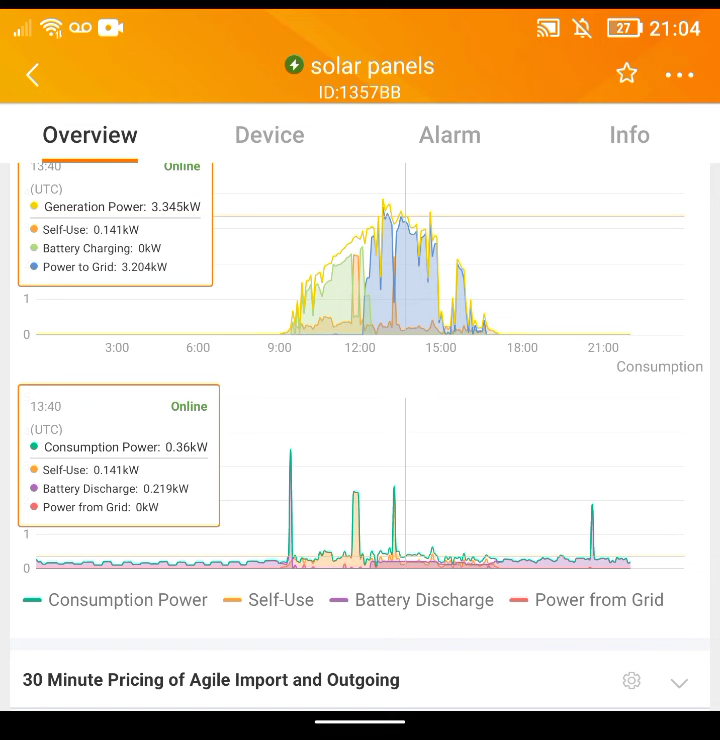 27 21:04
solar panels
ID:1357BB
Overview Device Alarm Info
13:40 Online
(UTC)
Generation Power: 3.345kW
Self-Use: 0.141kW
Battery Charging: 0kW
Power to Grid: 3.204kW
1
0
3:00 6:00 9:00 12:00 15:00 18:00 21:00
Consumption
13:40 Online
(UTC)
Consumption Power: 0.36kW
Self-Use: 0.141kW
Battery Discharge: 0.219kW
Power from Grid: 0kW
1
0
Consumption Power Self-Use Battery Discharge Power from Grid
30 Minute Pricing of Agile Import and Outgoing